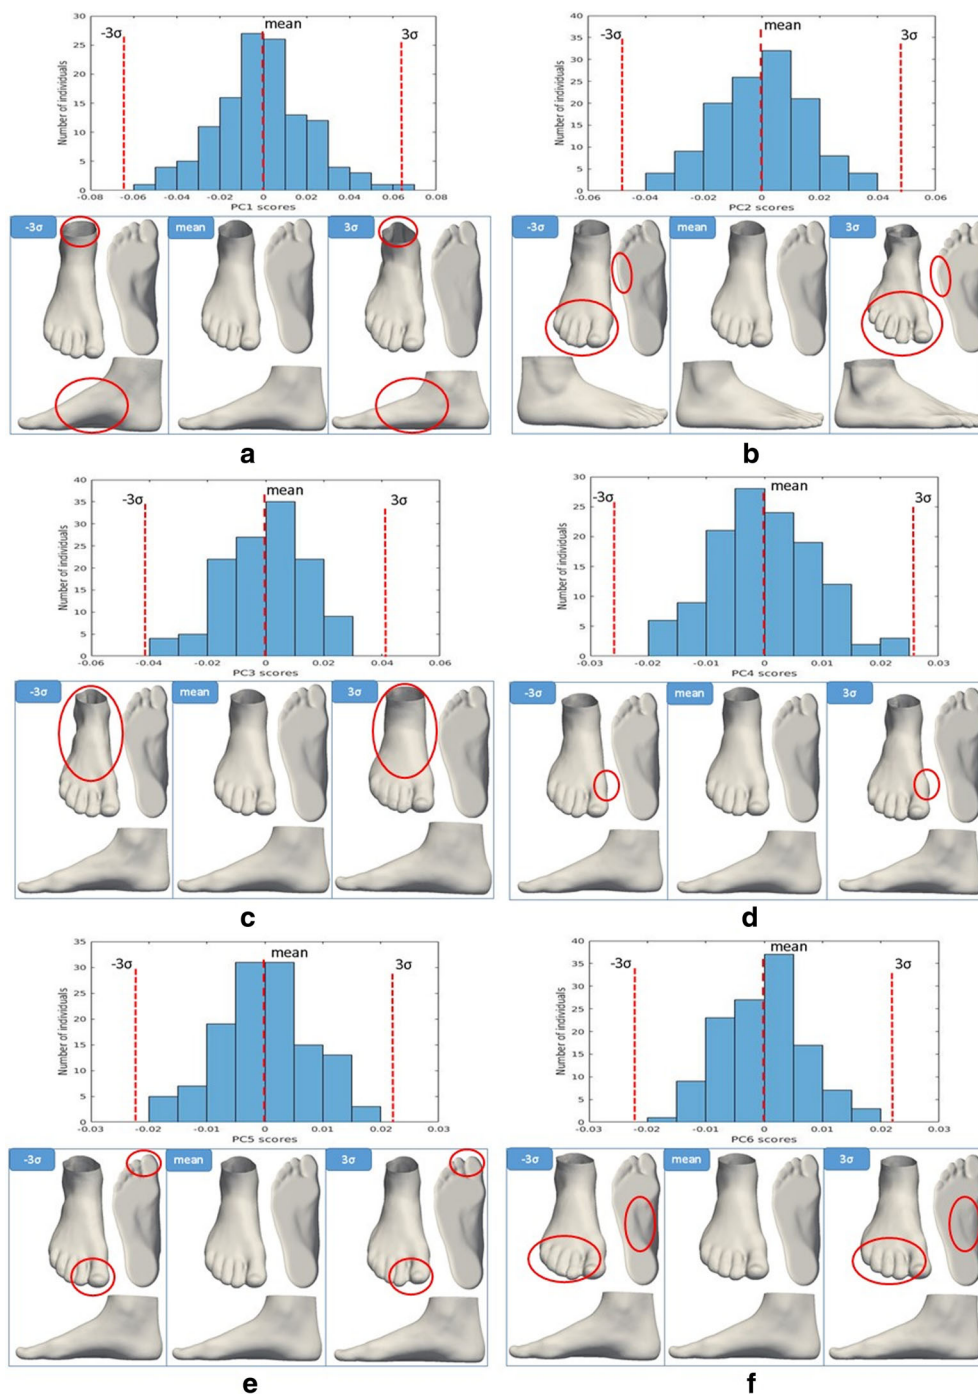 30
mean
-3σ
3σ
25
20
15
10
5
0
Number of individuals
-0.08 -0.06 -0.04 -0.02 0 0.02 0.04 0.06 0.08
PC1 scores
-3σ mean 3σ
a
35
mean
-3σ
3σ
30
25
20
15
10
5
0
Number of individuals
-0.06 -0.04 -0.02 0 0.02 0.04 0.06
PC2 scores
-3σ mean 3σ
b
40
mean
-3σ
3σ
35
30
25
20
15
10
5
0
Number of individuals
-0.06 -0.04 -0.02 0 0.02 0.04 0.06
PC3 scores
-3σ mean 3σ
c
30
mean
-3σ
3σ
25
20
15
10
5
0
Number of individuals
-0.03 -0.02 -0.01 0 0.01 0.02 0.03
PC4 scores
-3σ mean 3σ
d
35
mean
-3σ
3σ
30
25
20
15
10
5
0
Number of individuals
-0.03 -0.02 -0.01 0 0.01 0.02 0.03
PC5 scores
-3σ mean 3σ
e
40
mean
-3σ
3σ
35
30
25
20
15
10
5
0
Number of individuals
-0.03 -0.02 -0.01 0 0.01 0.02 0.03
PC6 scores
-3σ mean 3σ
f